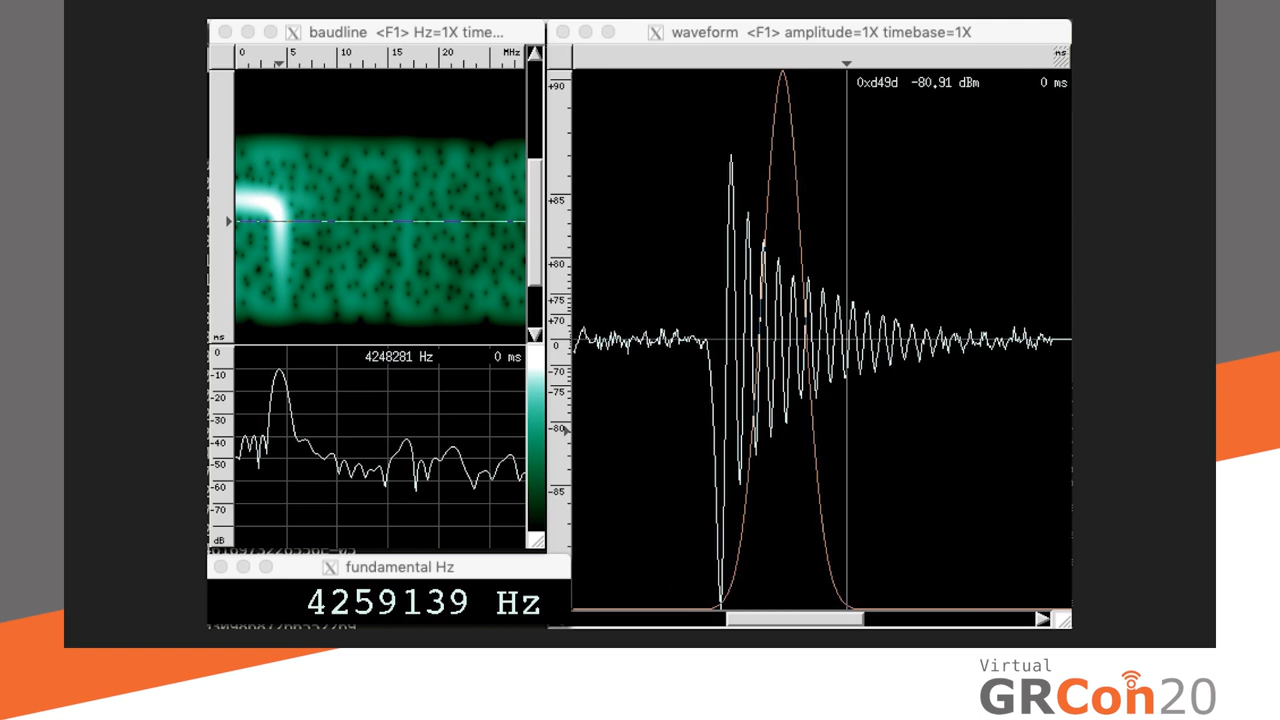 baudline <F1> Hz=1X time...
0 5 10 15 20 MHz
ms
0
-10
-20
-30
-40
-50
-60
-70
dB
4248281 Hz 0 ms
fundamental Hz
4259139 Hz
waveform <F1> amplitude=1X timebase=1X
ms
0xd49d -80.91 dBm 0 ms
+90
+85
+80
+75
+70
0
-70
-75
-80
-85
Virtual
GRCon20